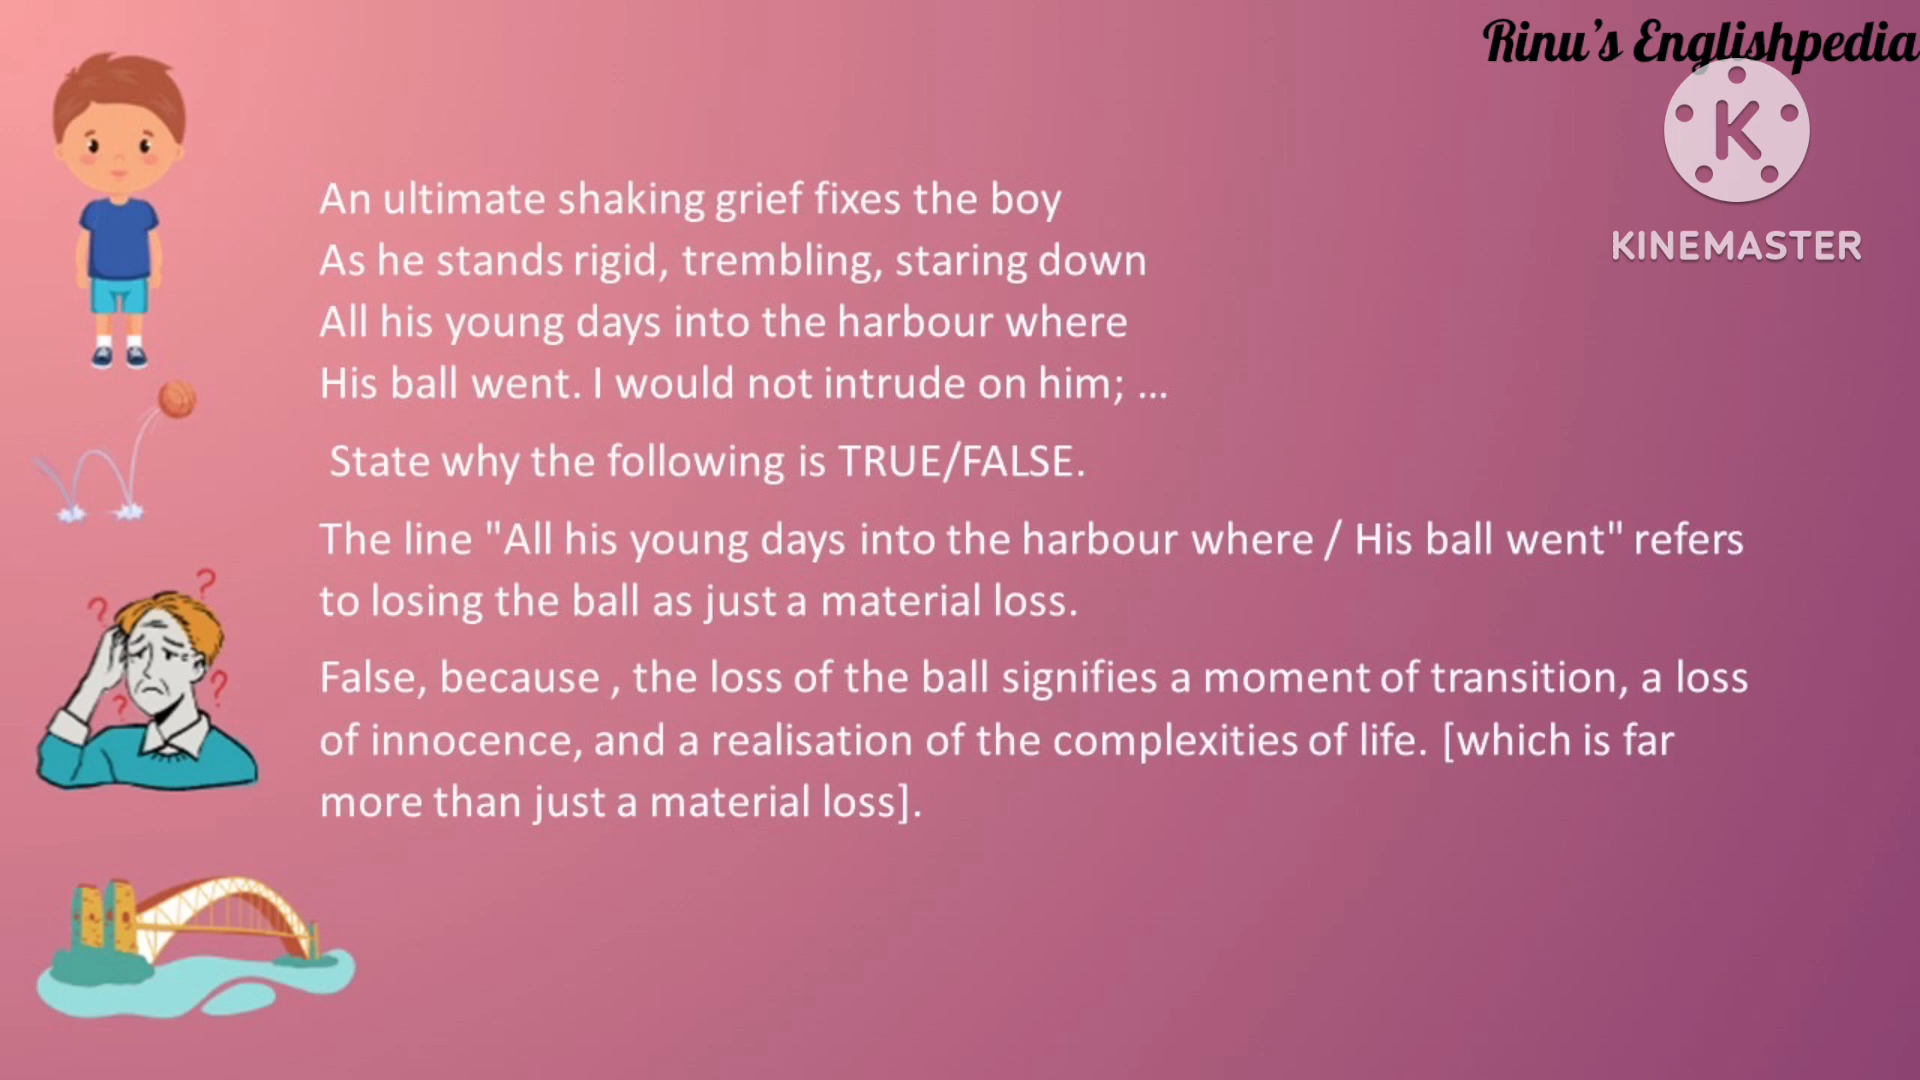 Rinu's Englishpedia
K
KINEMASTER
An ultimate shaking grief fixes the boy
As he stands rigid, trembling, staring down
All his young days into the harbour where
His ball went. I would not intrude on him; ...
State why the following is TRUE/FALSE.
The line "All his young days into the harbour where / His ball went" refers
to losing the ball as just a material loss.
False, because , the loss of the ball signifies a moment of transition, a loss
of innocence, and a realisation of the complexities of life. [which is far
more than just a material loss].
? ? ? ?